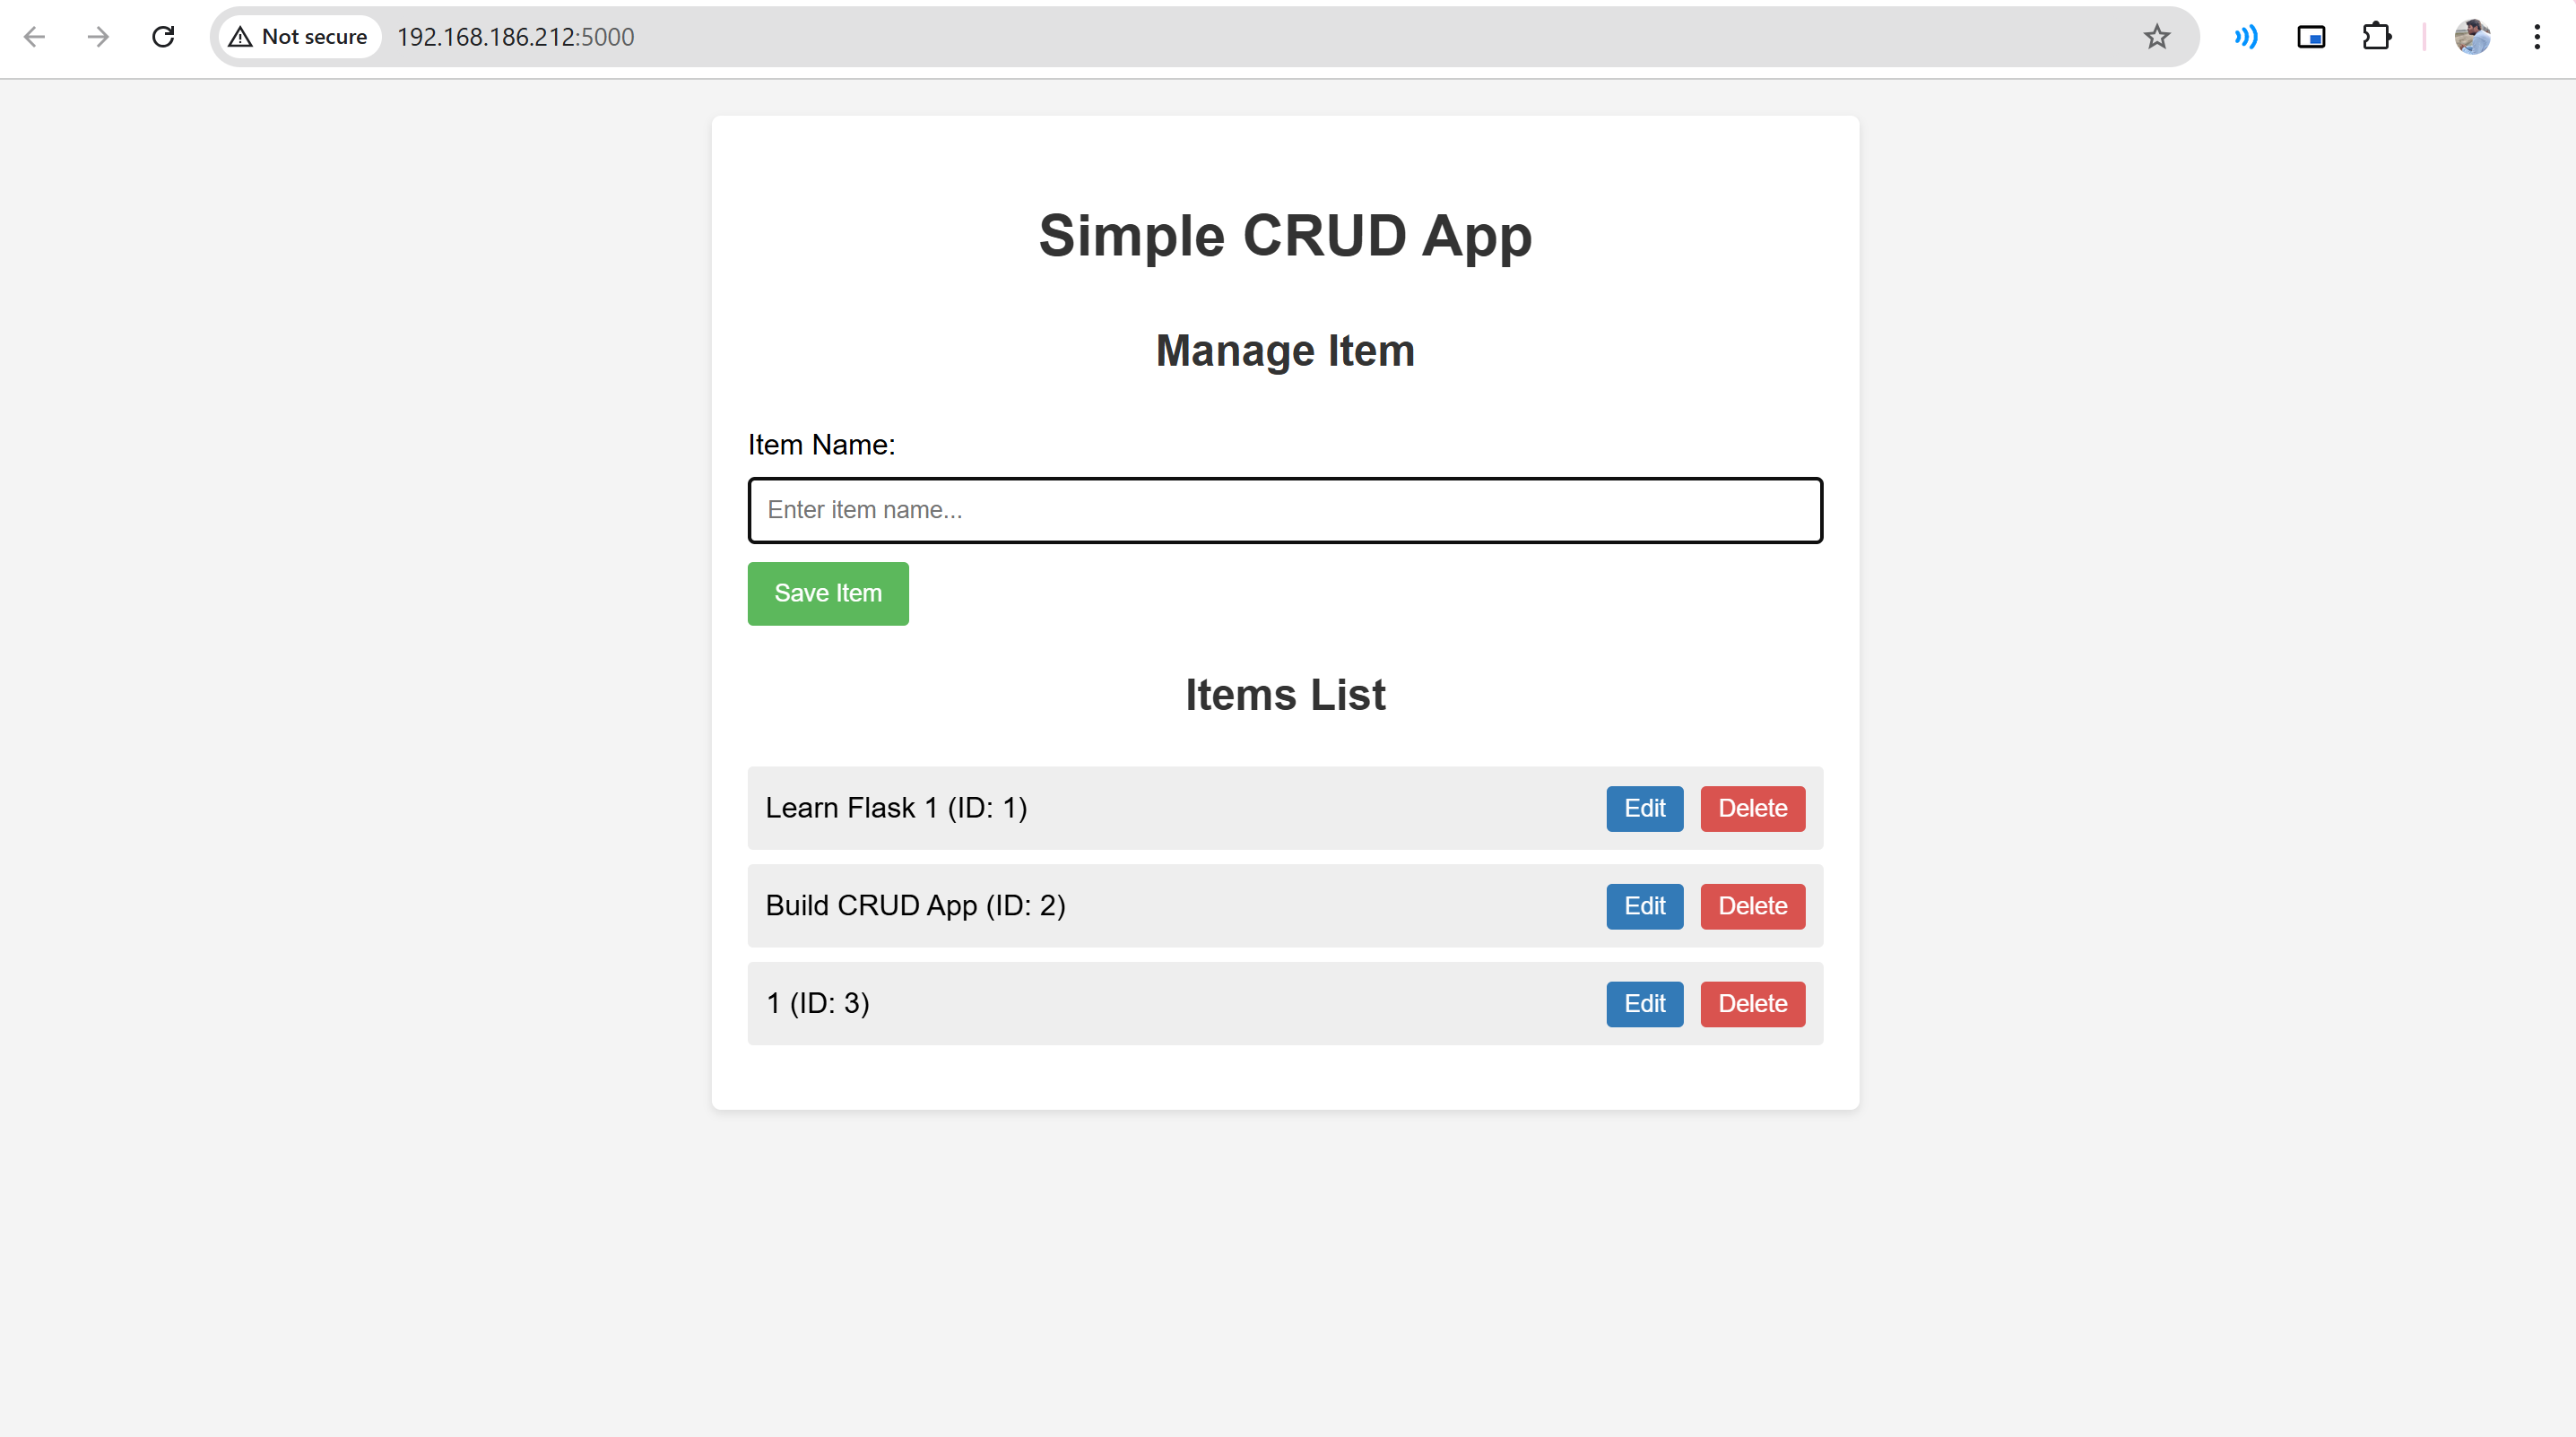 Not secure 192.168.186.212:5000
Simple CRUD App
Manage Item
Item Name:
Enter item name...
Save Item
Items List
Learn Flask 1 (ID: 1) Edit Delete
Build CRUD App (ID: 2) Edit Delete
1 (ID: 3) Edit Delete